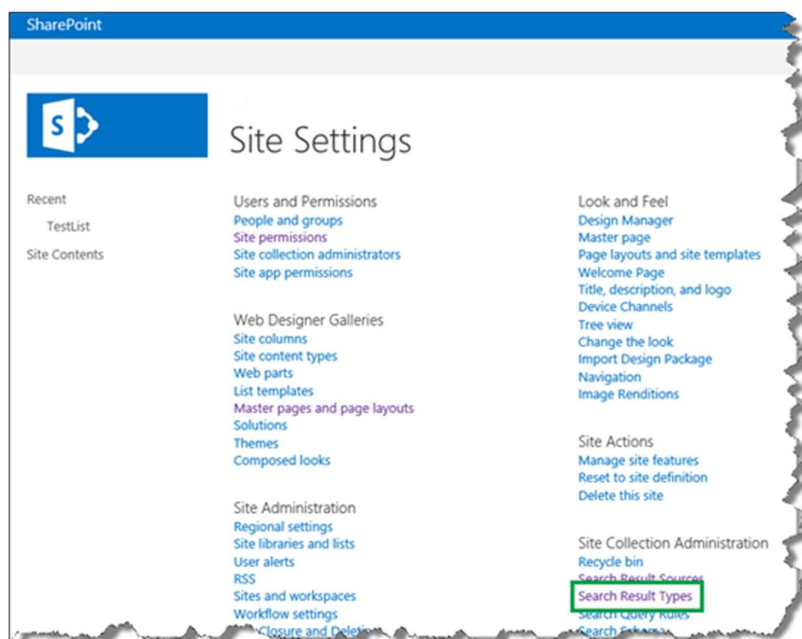 SharePoint
S
Site Settings
Recent
TestList
Site Contents
Users and Permissions
People and groups
Site permissions
Site collection administrators
Site app permissions
Web Designer Galleries
Site columns
Site content types
Web parts
List templates
Master pages and page layouts
Solutions
Themes
Composed looks
Site Administration
Regional settings
Site libraries and lists
User alerts
RSS
Sites and workspaces
Workflow settings
Closure and
Look and Feel
Design Manager
Master page
Page layouts and site templates
Welcome Page
Title, description, and logo
Device Channels
Tree view
Change the look
Import Design Package
Navigation
Image Renditions
Site Actions
Manage site features
Reset to site definition
Delete this site
Site Collection Administration
Recycle bin
Search Result Sources
Search Result Types
Search Query Rules
Search